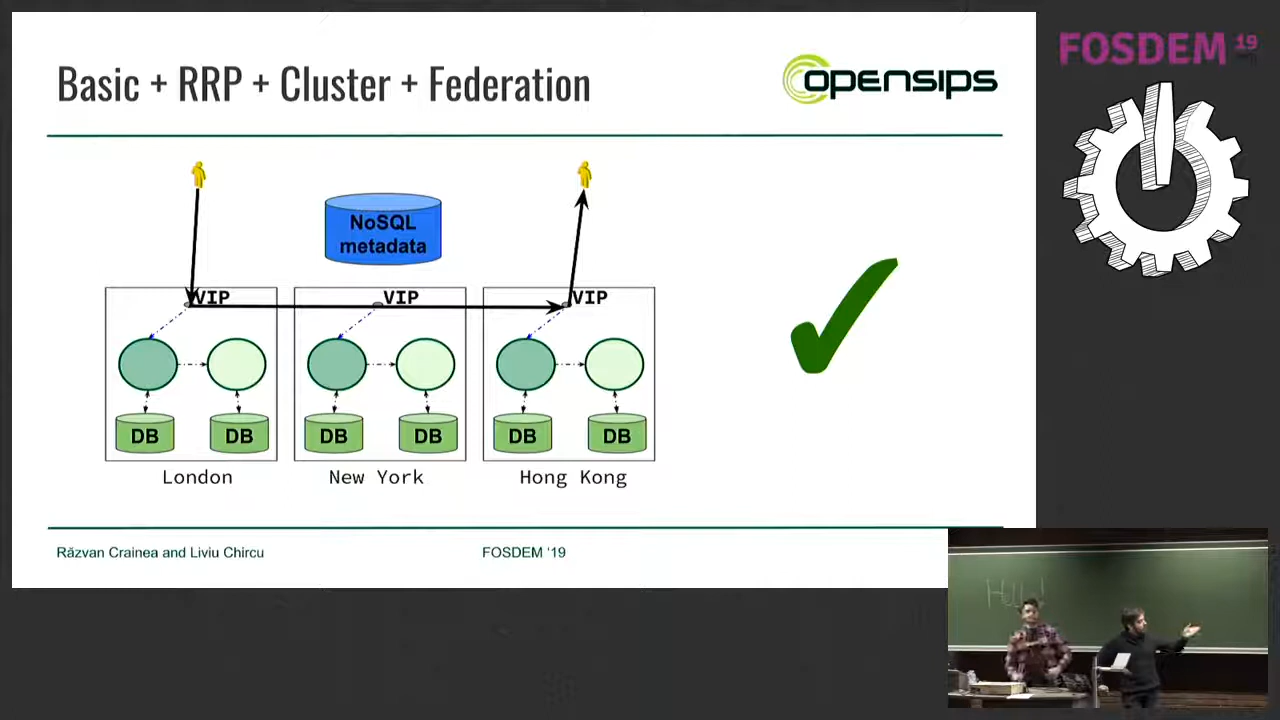 Basic + RRP + Cluster + Federation
opensips
FOSDEM 19
NoSQL
metadata
VIP
VIP
VIP
DB
DB
DB
DB
DB
DB
London
New York
Hong Kong
Răzvan Crainea and Liviu Chircu
FOSDEM '19